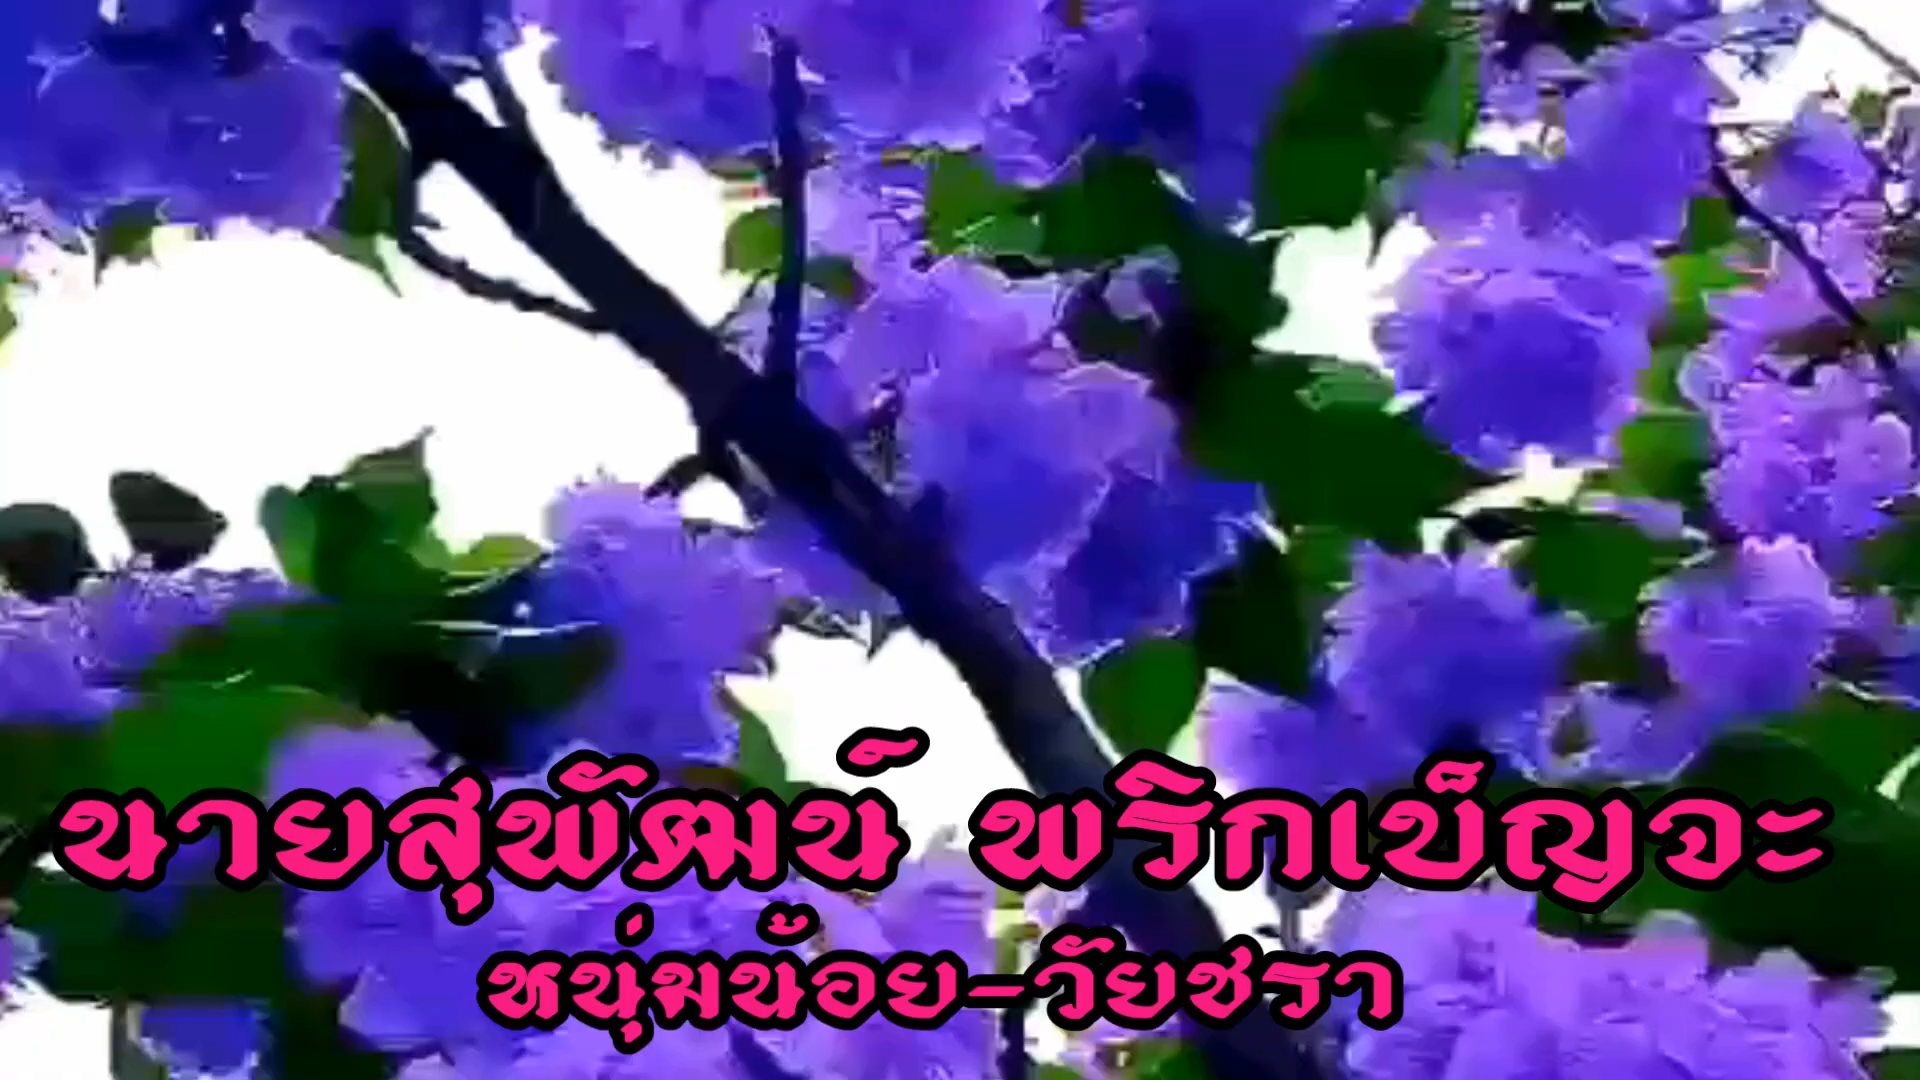 นายสุพัฒน์ พริกเบ็ญจะ
หนุ่มน้อย-วัยชรา